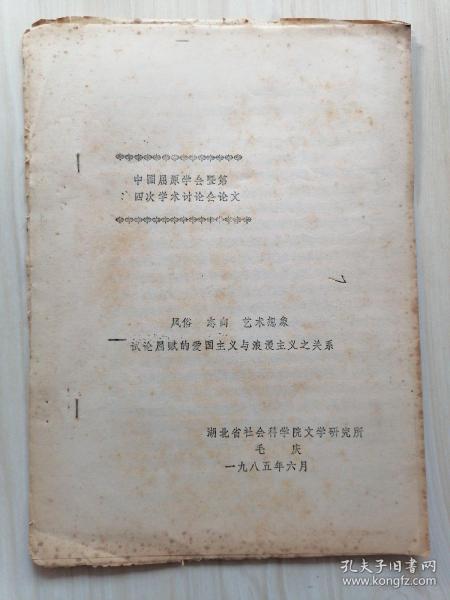 中国屈原学会暨第
四次学术讨论会论文
7
风俗 志向 艺术想象
——试论屈赋的爱国主义与浪漫主义之关系
湖北省社会科学院文学研究所
毛 庆
一九八五年六月
孔夫子旧书网
www.kongfz.com